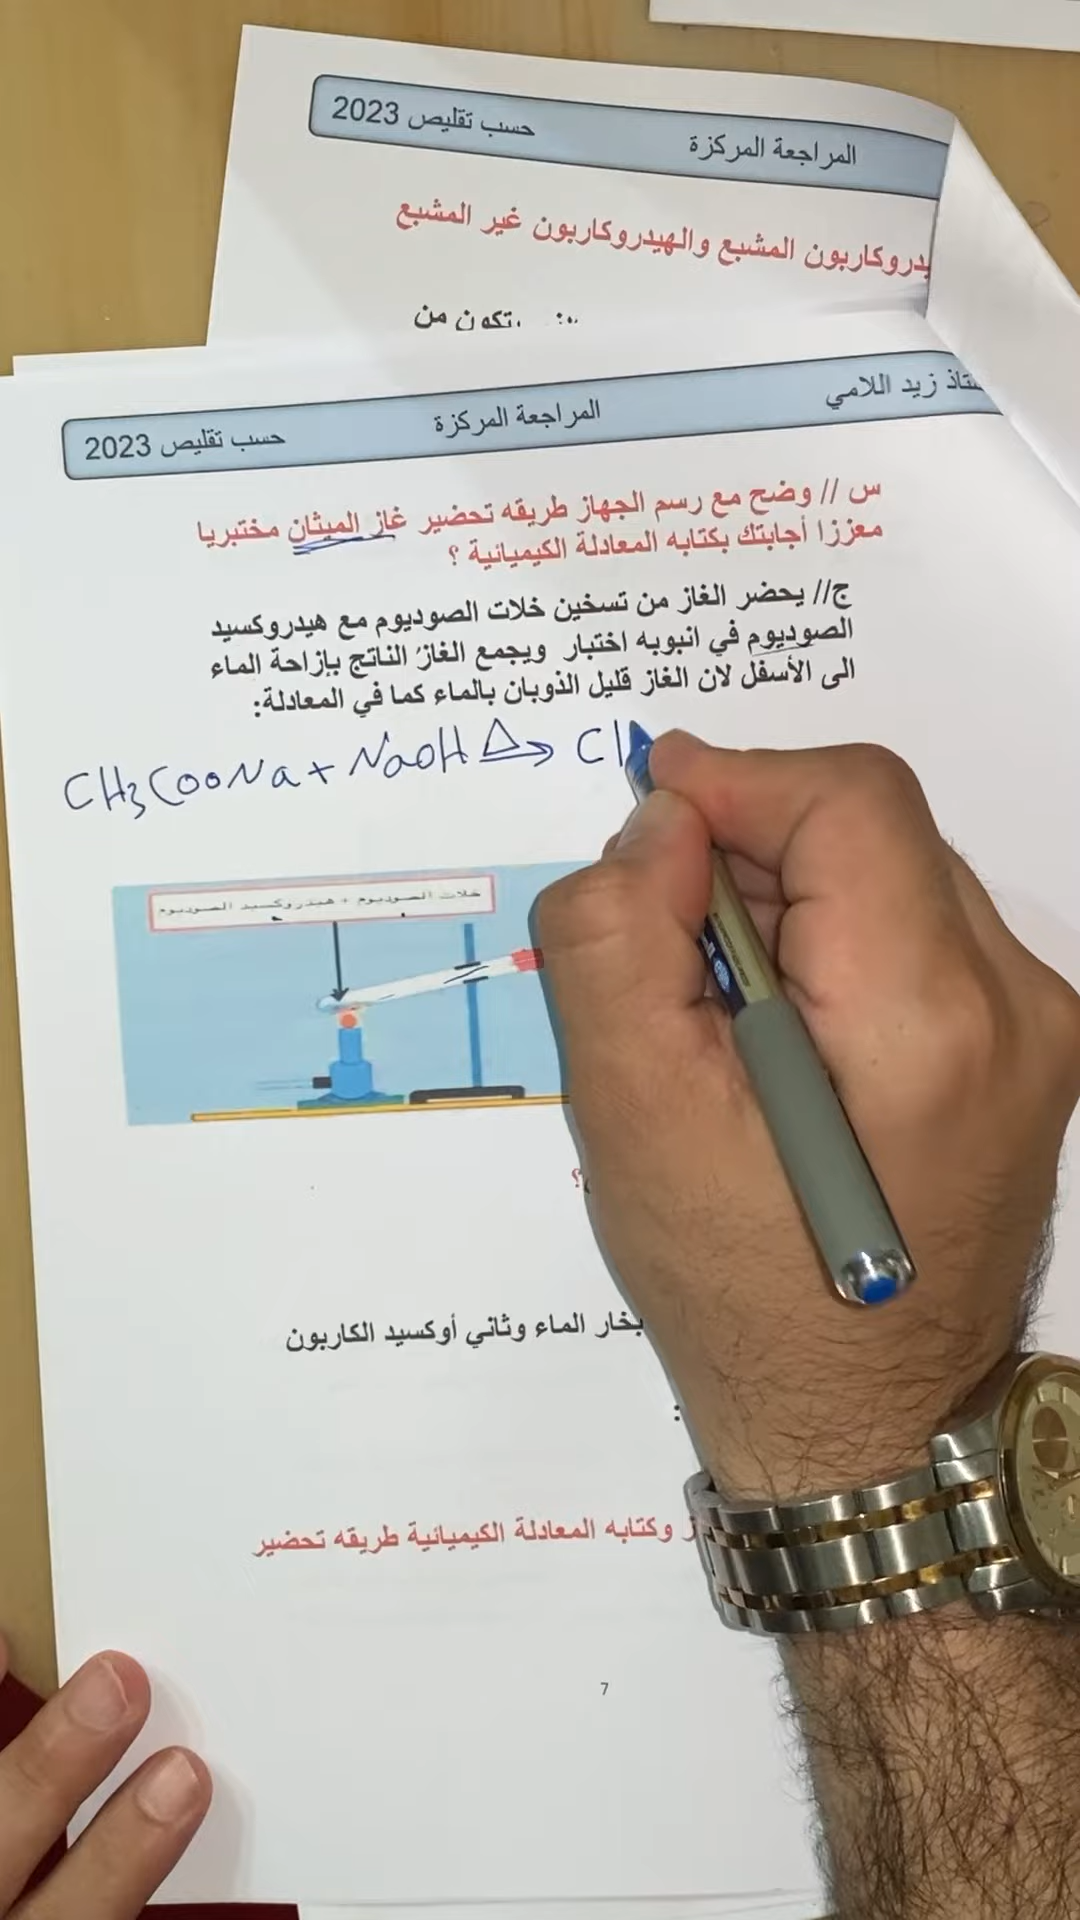 المراجعة المركزة حسب تقليص 2023
يدروكاربون المشبع والهيدروكاربون غير المشبع
تكون من
زيد اللامي المراجعة المركزة حسب تقليص 2023
س // وضح مع رسم الجهاز طريقه تحضير غاز الميثان مختبريا
معززا أجابتك بكتابه المعادلة الكيميائية ؟
ج// يحضر الغاز من تسخين خلات الصوديوم مع هيدروكسيد
الصوديوم في انبوبه اختبار ويجمع الغاز الناتج بإزاحة الماء
الى الأسفل لان الغاز قليل الذوبان بالماء كما في المعادلة:
CH3COONa + NaOH △→ CH
خلات الصوديوم + هيدروكسيد الصوديوم
؟
بخار الماء وثاني أوكسيد الكاربون
:
ز وكتابه المعادلة الكيميائية طريقه تحضير
7